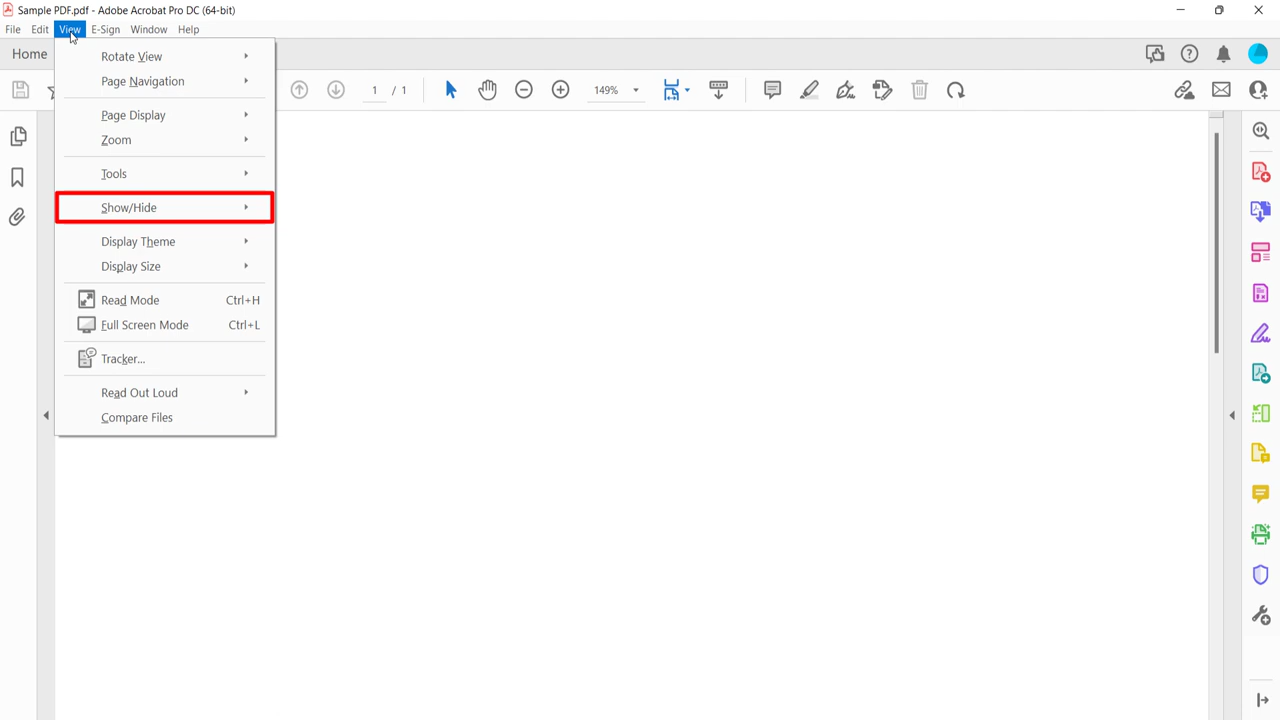 Sample PDF.pdf - Adobe Acrobat Pro DC (64-bit)
File Edit View E-Sign Window Help
Home
1 / 1
149%
Rotate View
Page Navigation
Page Display
Zoom
Tools
Show/Hide
Display Theme
Display Size
Read Mode Ctrl+H
Full Screen Mode Ctrl+L
Tracker...
Read Out Loud
Compare Files